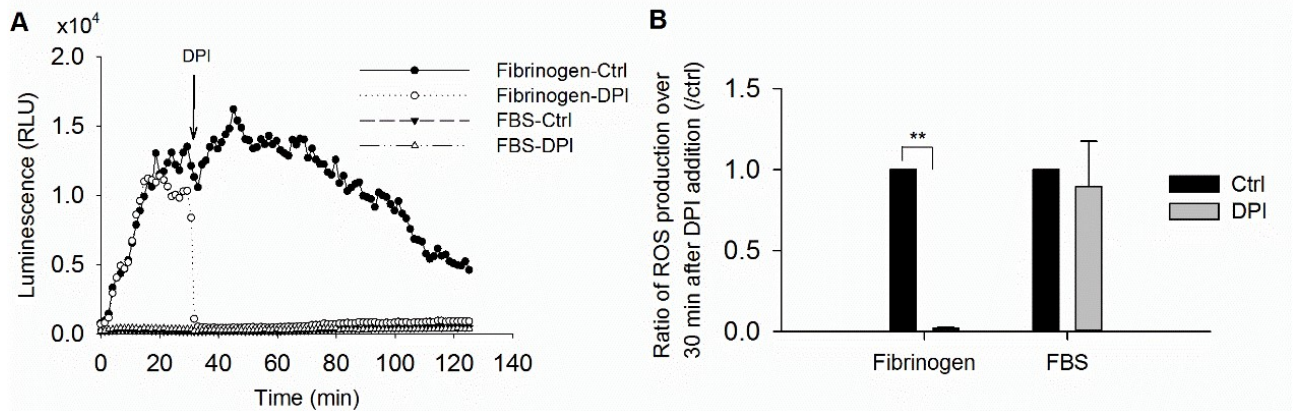 A
x10⁴
2.0
1.5
1.0
0.5
0.0
Luminescence (RLU)
DPI
Fibrinogen-Ctrl
Fibrinogen-DPI
FBS-Ctrl
FBS-DPI
0 20 40 60 80 100 120 140
Time (min)
B
Ratio of ROS production over
30 min after DPI addition (/ctrl)
1.5
1.0
0.5
0.0
**
Fibrinogen FBS
Ctrl
DPI